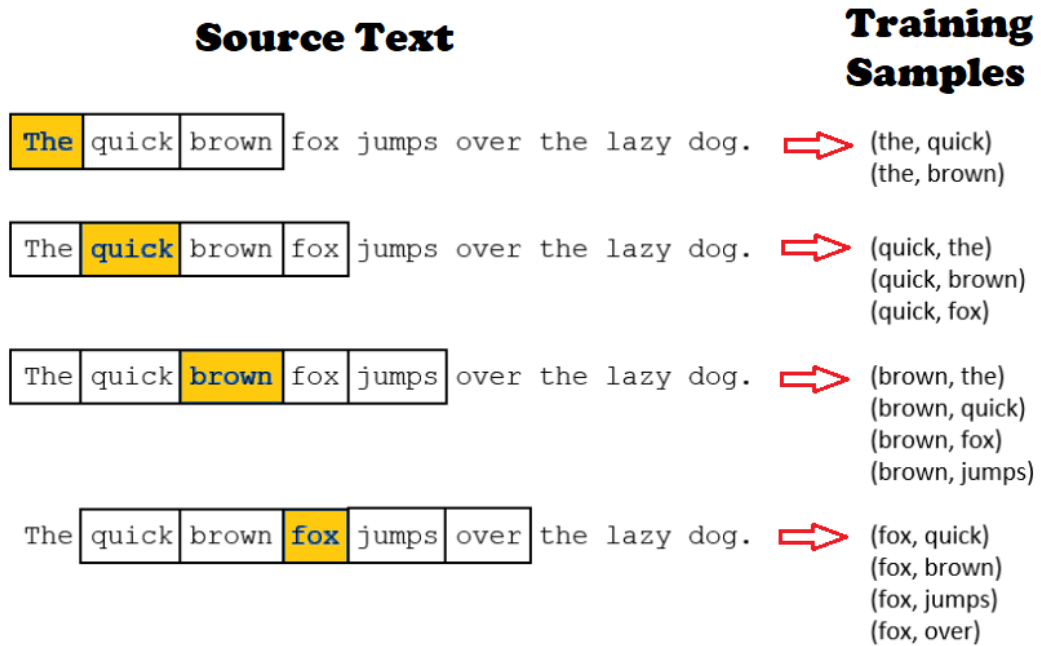 Source Text
Training
Samples
The quick brown fox jumps over the lazy dog.
(the, quick)
(the, brown)
The quick brown fox jumps over the lazy dog.
(quick, the)
(quick, brown)
(quick, fox)
The quick brown fox jumps over the lazy dog.
(brown, the)
(brown, quick)
(brown, fox)
(brown, jumps)
The quick brown fox jumps over the lazy dog.
(fox, quick)
(fox, brown)
(fox, jumps)
(fox, over)